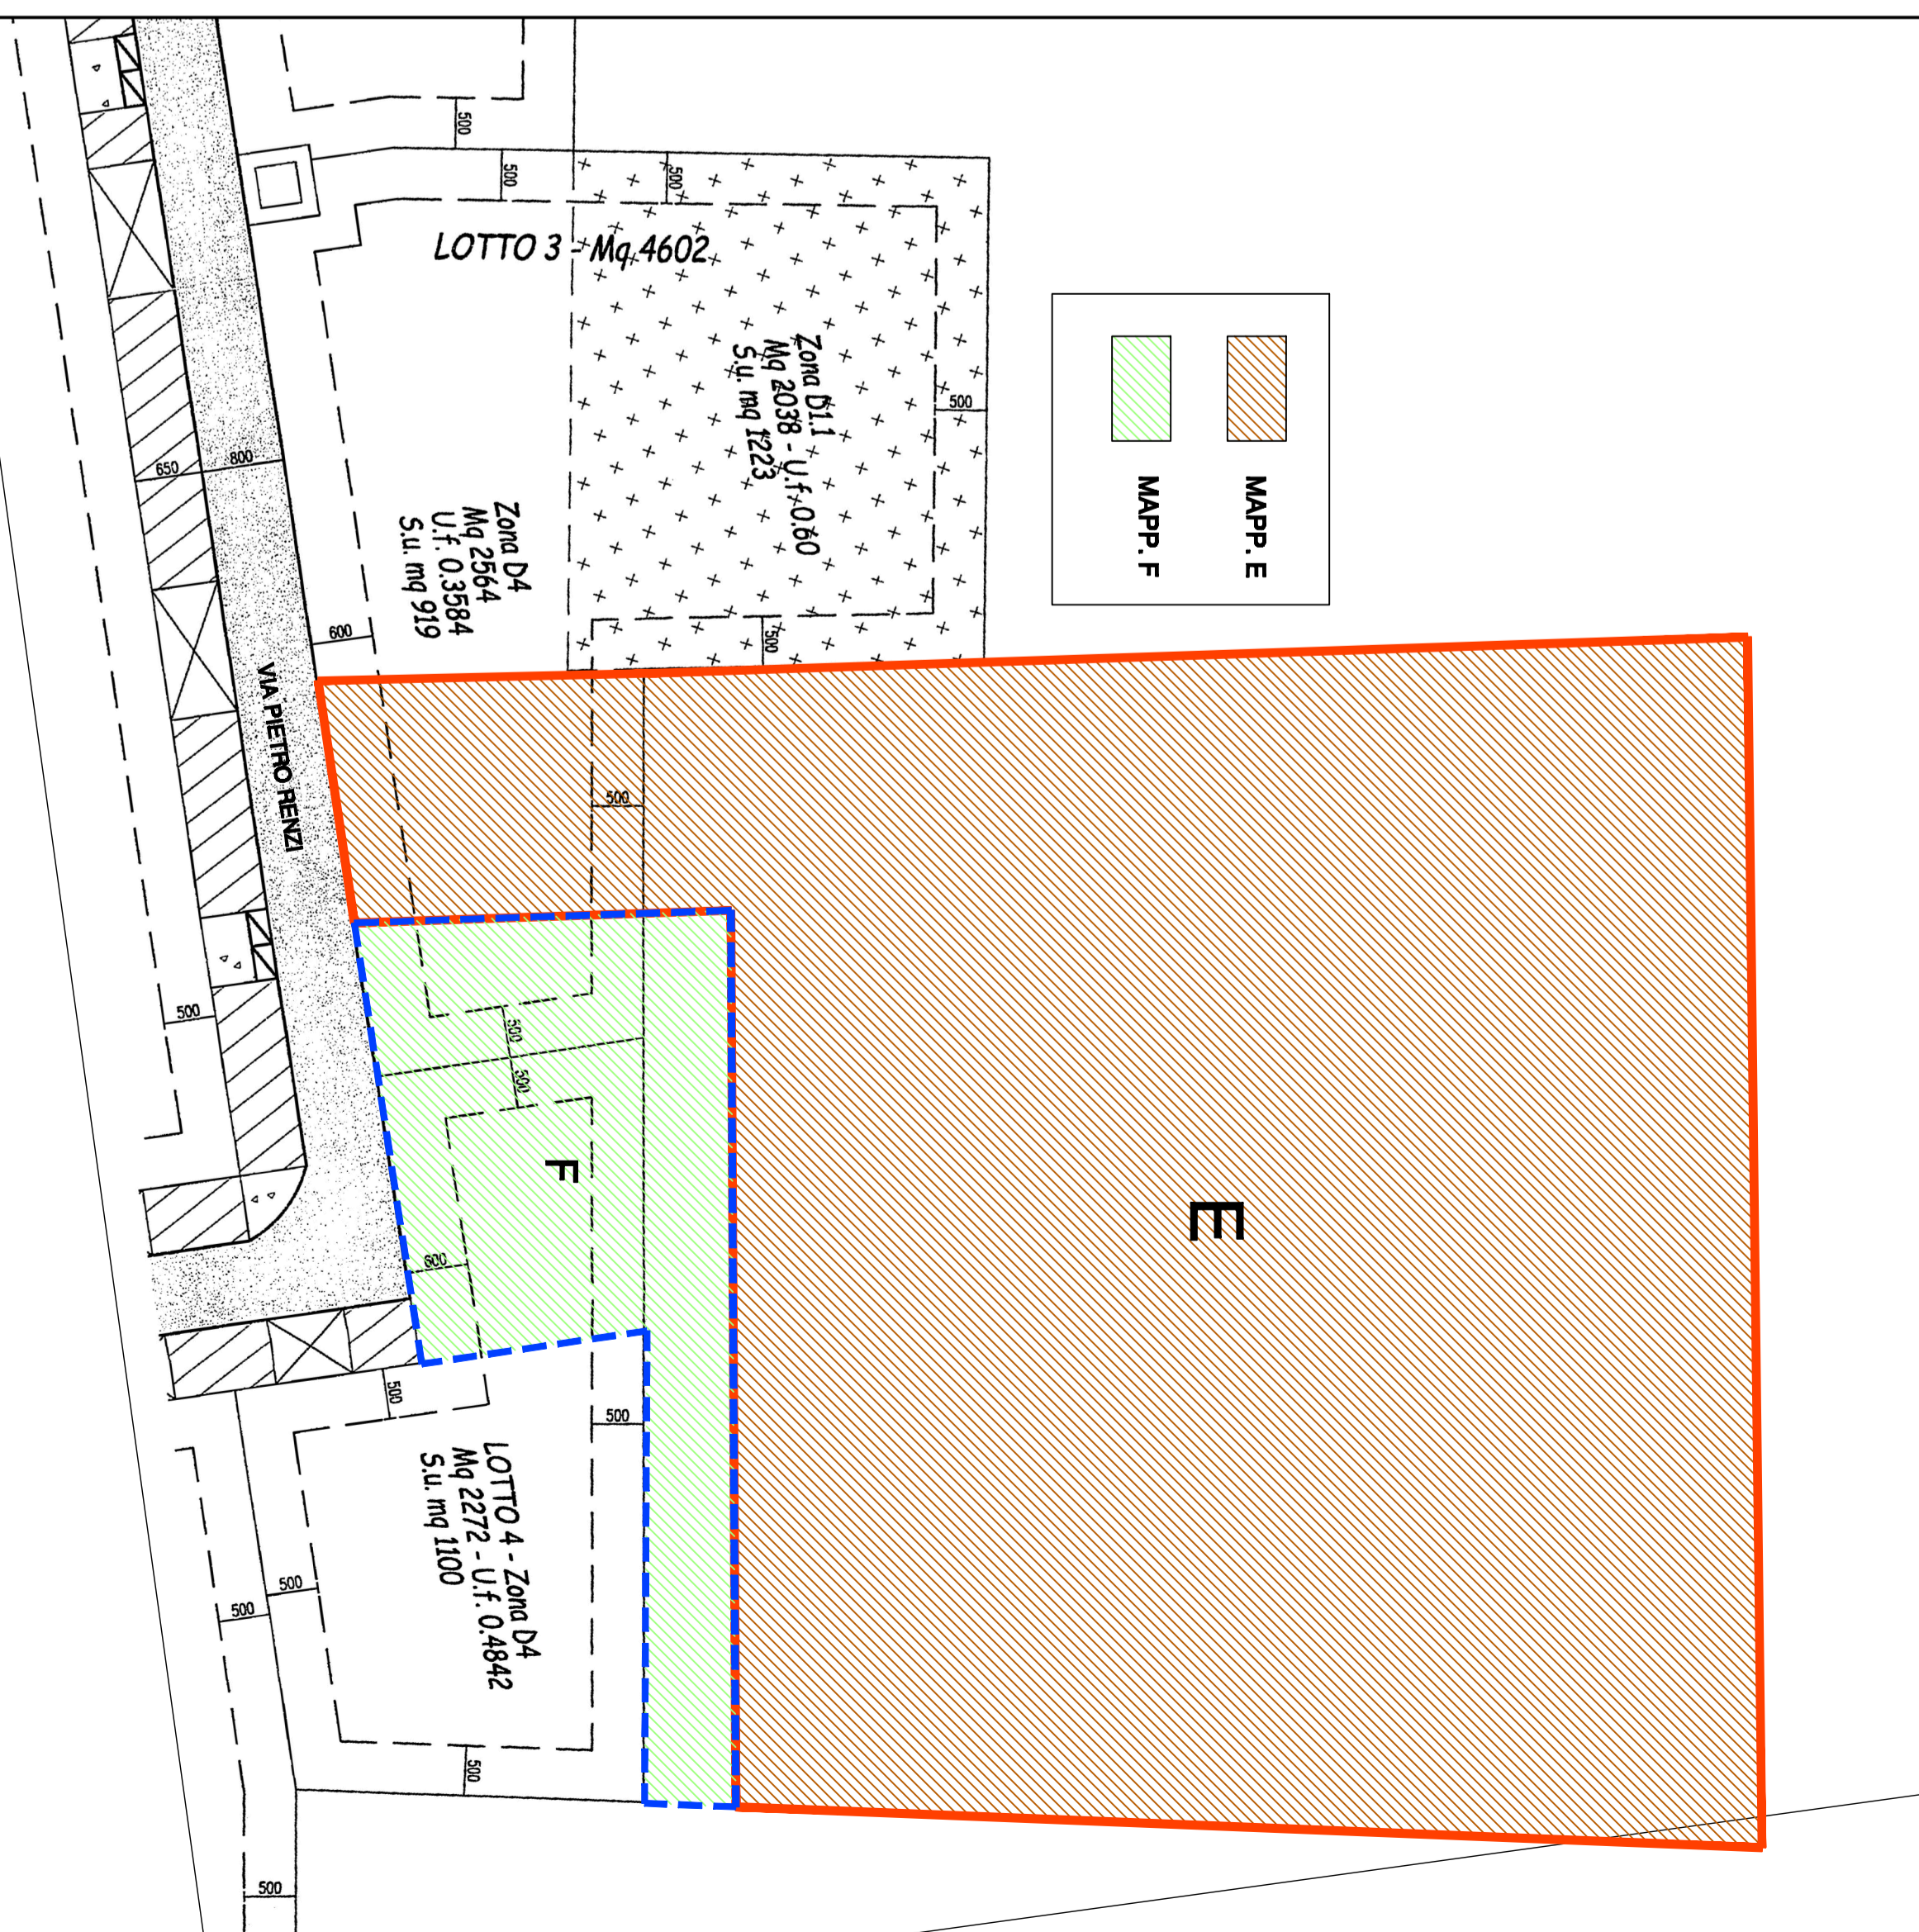 500
500
500
LOTTO 3 - Mq 4602
MAPP. E
MAPP. F
Zona D1.1
Mq 2038 - U.f. 0.60
S.u. mq 1223
500
650
800
Zona D4
Mq 2564
U.f. 0.3584
S.u. mq 919
600
500
VIA PIETRO RENZI
500
500
500
500
F
E
600
500
500
LOTTO 4 - Zona D4
Mq 2272 - U.f. 0.4842
S.u. mq 1100
500
500
500
500